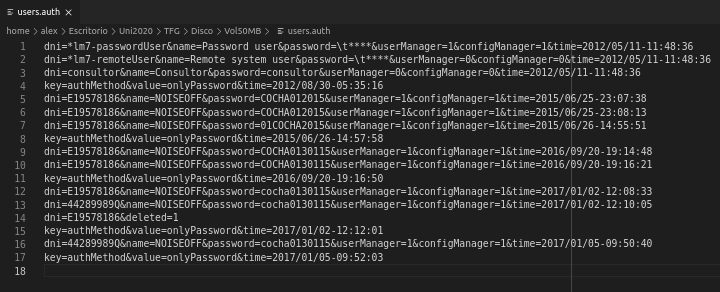 users.auth ×
home > alex > Escritorio > Uni2020 > TFG > Disco > Vol50MB > users.auth
1 dni=*lm7-passwordUser&name=Password user&password=\t****&userManager=1&configManager=1&time=2012/05/11-11:48:36
2 dni=*lm7-remoteUser&name=Remote system user&password=\t****&userManager=0&configManager=0&time=2012/05/11-11:48:36
3 dni=consultor&name=Consultor&password=consultor&userManager=0&configManager=0&time=2012/05/11-11:48:36
4 key=authMethod&value=onlyPassword&time=2012/08/30-05:35:16
5 dni=E19578186&name=NOISEOFF&password=COCHA012015&userManager=1&configManager=1&time=2015/06/25-23:07:38
6 dni=E19578186&name=NOISEOFF&password=COCHA012015&userManager=1&configManager=1&time=2015/06/25-23:08:13
7 dni=E19578186&name=NOISEOFF&password=01COCHA2015&userManager=1&configManager=1&time=2015/06/26-14:55:51
8 key=authMethod&value=onlyPassword&time=2015/06/26-14:57:58
9 dni=E19578186&name=NOISEOFF&password=COCHA0130115&userManager=1&configManager=1&time=2016/09/20-19:14:48
10 dni=E19578186&name=NOISEOFF&password=COCHA0130115&userManager=1&configManager=1&time=2016/09/20-19:16:21
11 key=authMethod&value=onlyPassword&time=2016/09/20-19:16:50
12 dni=E19578186&name=NOISEOFF&password=cocha0130115&userManager=1&configManager=1&time=2017/01/02-12:08:33
13 dni=44289989Q&name=NOISEOFF&password=cocha0130115&userManager=1&configManager=1&time=2017/01/02-12:10:05
14 dni=E19578186&deleted=1
15 key=authMethod&value=onlyPassword&time=2017/01/02-12:12:01
16 dni=44289989Q&name=NOISEOFF&password=cocha0130115&userManager=1&configManager=1&time=2017/01/05-09:50:40
17 key=authMethod&value=onlyPassword&time=2017/01/05-09:52:03
18